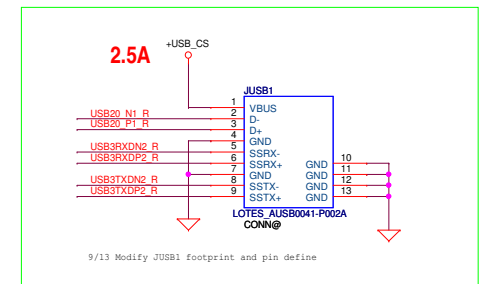 +USB_CS
2.5A
JUSB1
1 VBUS
USB20_N1_R 2 D-
USB20_P1_R 3 D+
4 GND
USB3RXDN2_R 5 SSRX-
USB3RXDP2_R 6 SSRX+ GND 10
7 GND GND 11
USB3TXDN2_R 8 SSTX- GND 12
USB3TXDP2_R 9 SSTX+ GND 13
LOTES_AUSB0041-P002A
CONN@
9/13 Modify JUSB1 footprint and pin define